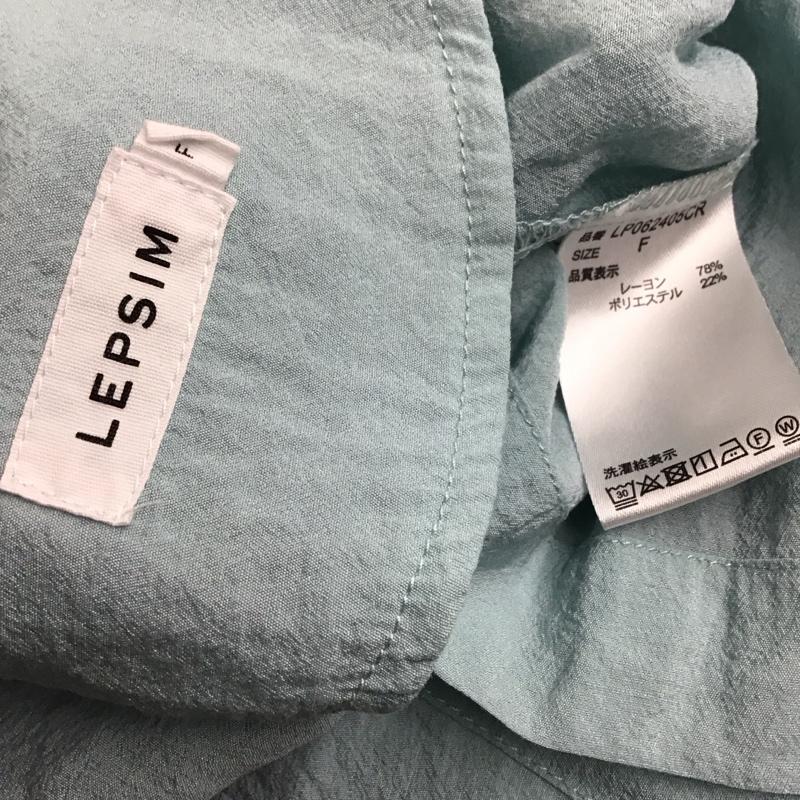 F
LEPSIM
品番 LP062405CR
SIZE F
品質表示
レーヨン 78%
ポリエステル 22%
洗濯絵表示
30 F W